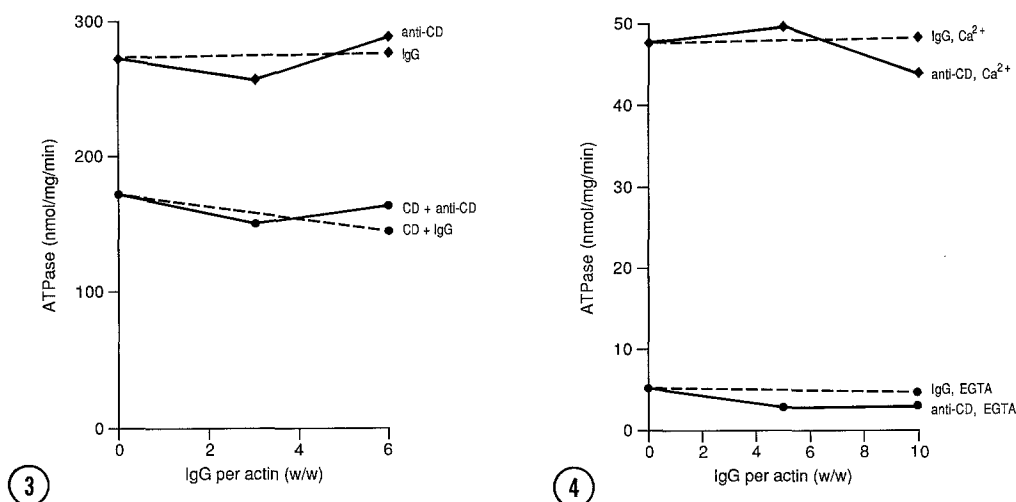 300
200
100
0
ATPase (nmol/mg/min)
anti-CD
IgG
CD + anti-CD
CD + IgG
0 2 4 6
IgG per actin (w/w)
3
50
40
30
20
10
0
ATPase (nmol/mg/min)
IgG, Ca²⁺
anti-CD, Ca²⁺
IgG, EGTA
anti-CD, EGTA
0 2 4 6 8 10
IgG per actin (w/w)
4